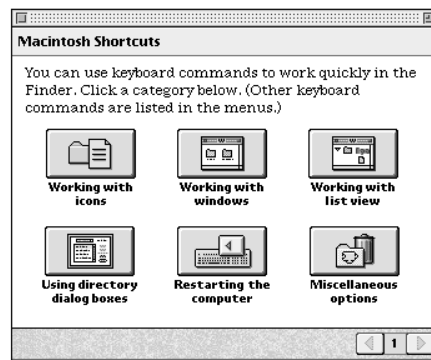 Macintosh Shortcuts
You can use keyboard commands to work quickly in the
Finder. Click a category below. (Other keyboard
commands are listed in the menus.)
Working with
icons
Working with
windows
Working with
list view
Using directory
dialog boxes
Restarting the
computer
Miscellaneous
options
1